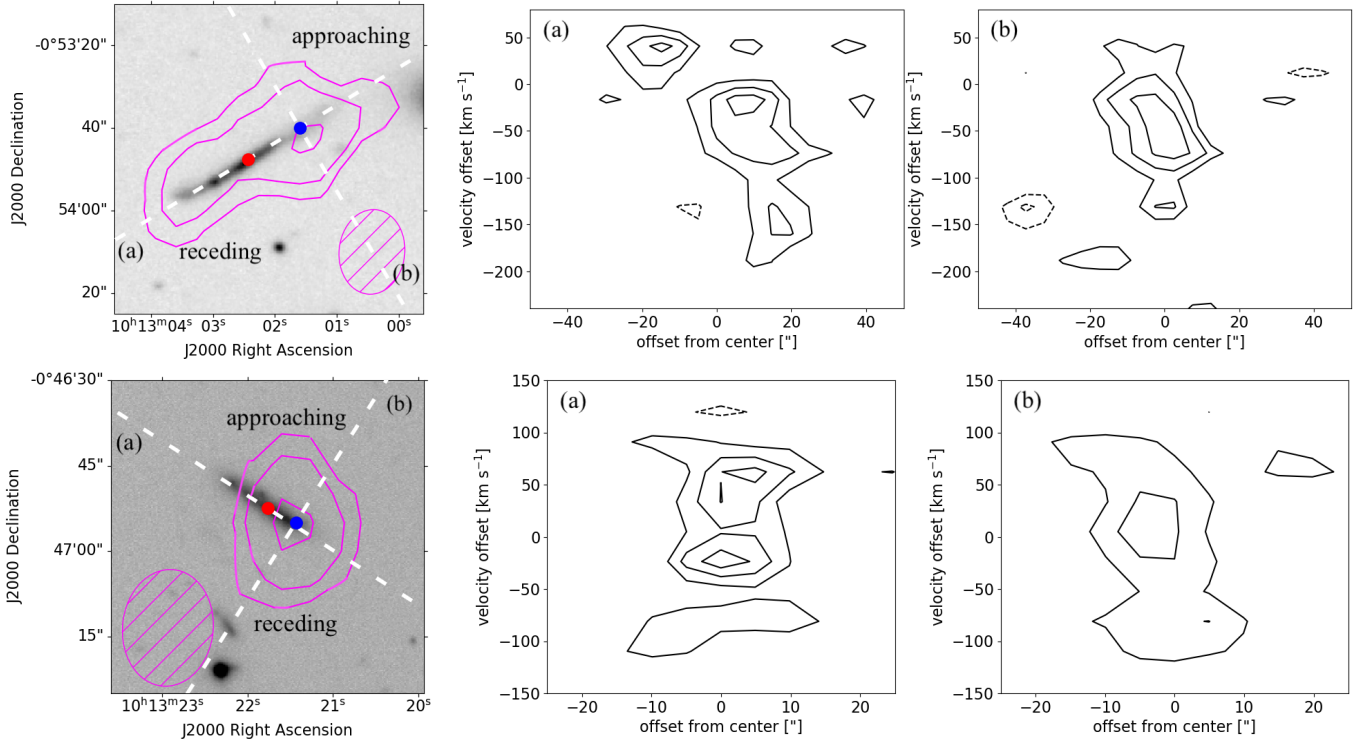 approaching
-0°53'20"
40"
54'00"
20"
(a)
receding
(b)
10ʰ13ᵐ04ˢ 03ˢ 02ˢ 01ˢ 00ˢ
J2000 Right Ascension
J2000 Declination
(a)
50
0
−50
−100
−150
−200
−40 −20 0 20 40
offset from center ["]
velocity offset [km s⁻¹]
(b)
50
0
−50
−100
−150
−200
−40 −20 0 20 40
offset from center ["]
velocity offset [km s⁻¹]
-0°46'30"
45"
47'00"
15"
(b)
approaching
(a)
receding
10ʰ13ᵐ23ˢ 22ˢ 21ˢ 20ˢ
J2000 Right Ascension
J2000 Declination
(a)
150
100
50
0
−50
−100
−150
−20 0 20
offset from center ["]
velocity offset [km s⁻¹]
(b)
150
100
50
0
−50
−100
−150
−20 −10 0 10 20
offset from center ["]
velocity offset [km s⁻¹]